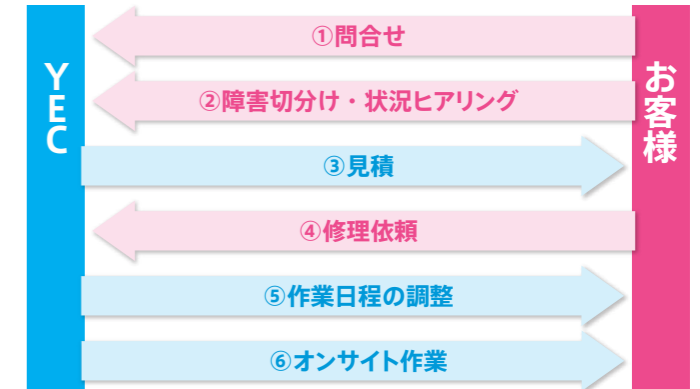 YEC
①問合せ
お客様
②障害切分け・状況ヒアリング
③見積
④修理依頼
⑤作業日程の調整
⑥オンサイト作業